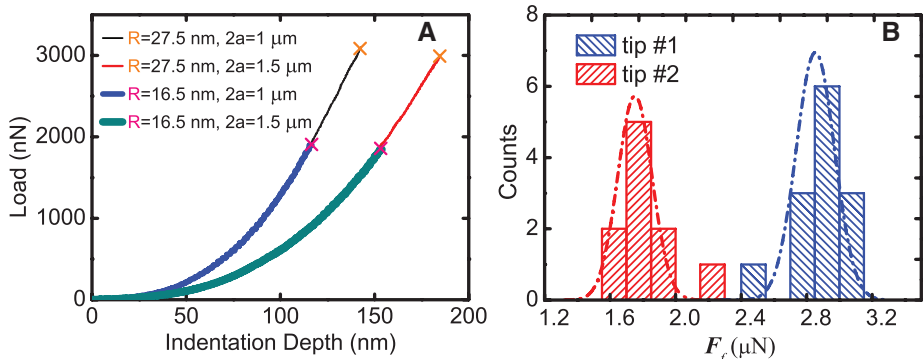 A
R=27.5 nm, 2a=1 μm
R=27.5 nm, 2a=1.5 μm
R=16.5 nm, 2a=1 μm
R=16.5 nm, 2a=1.5 μm
3000
2000
1000
0
Load (nN)
0 50 100 150 200
Indentation Depth (nm)
B
tip #1
tip #2
8
6
4
2
0
Counts
1.2 1.6 2.0 2.4 2.8 3.2
F_f (μN)